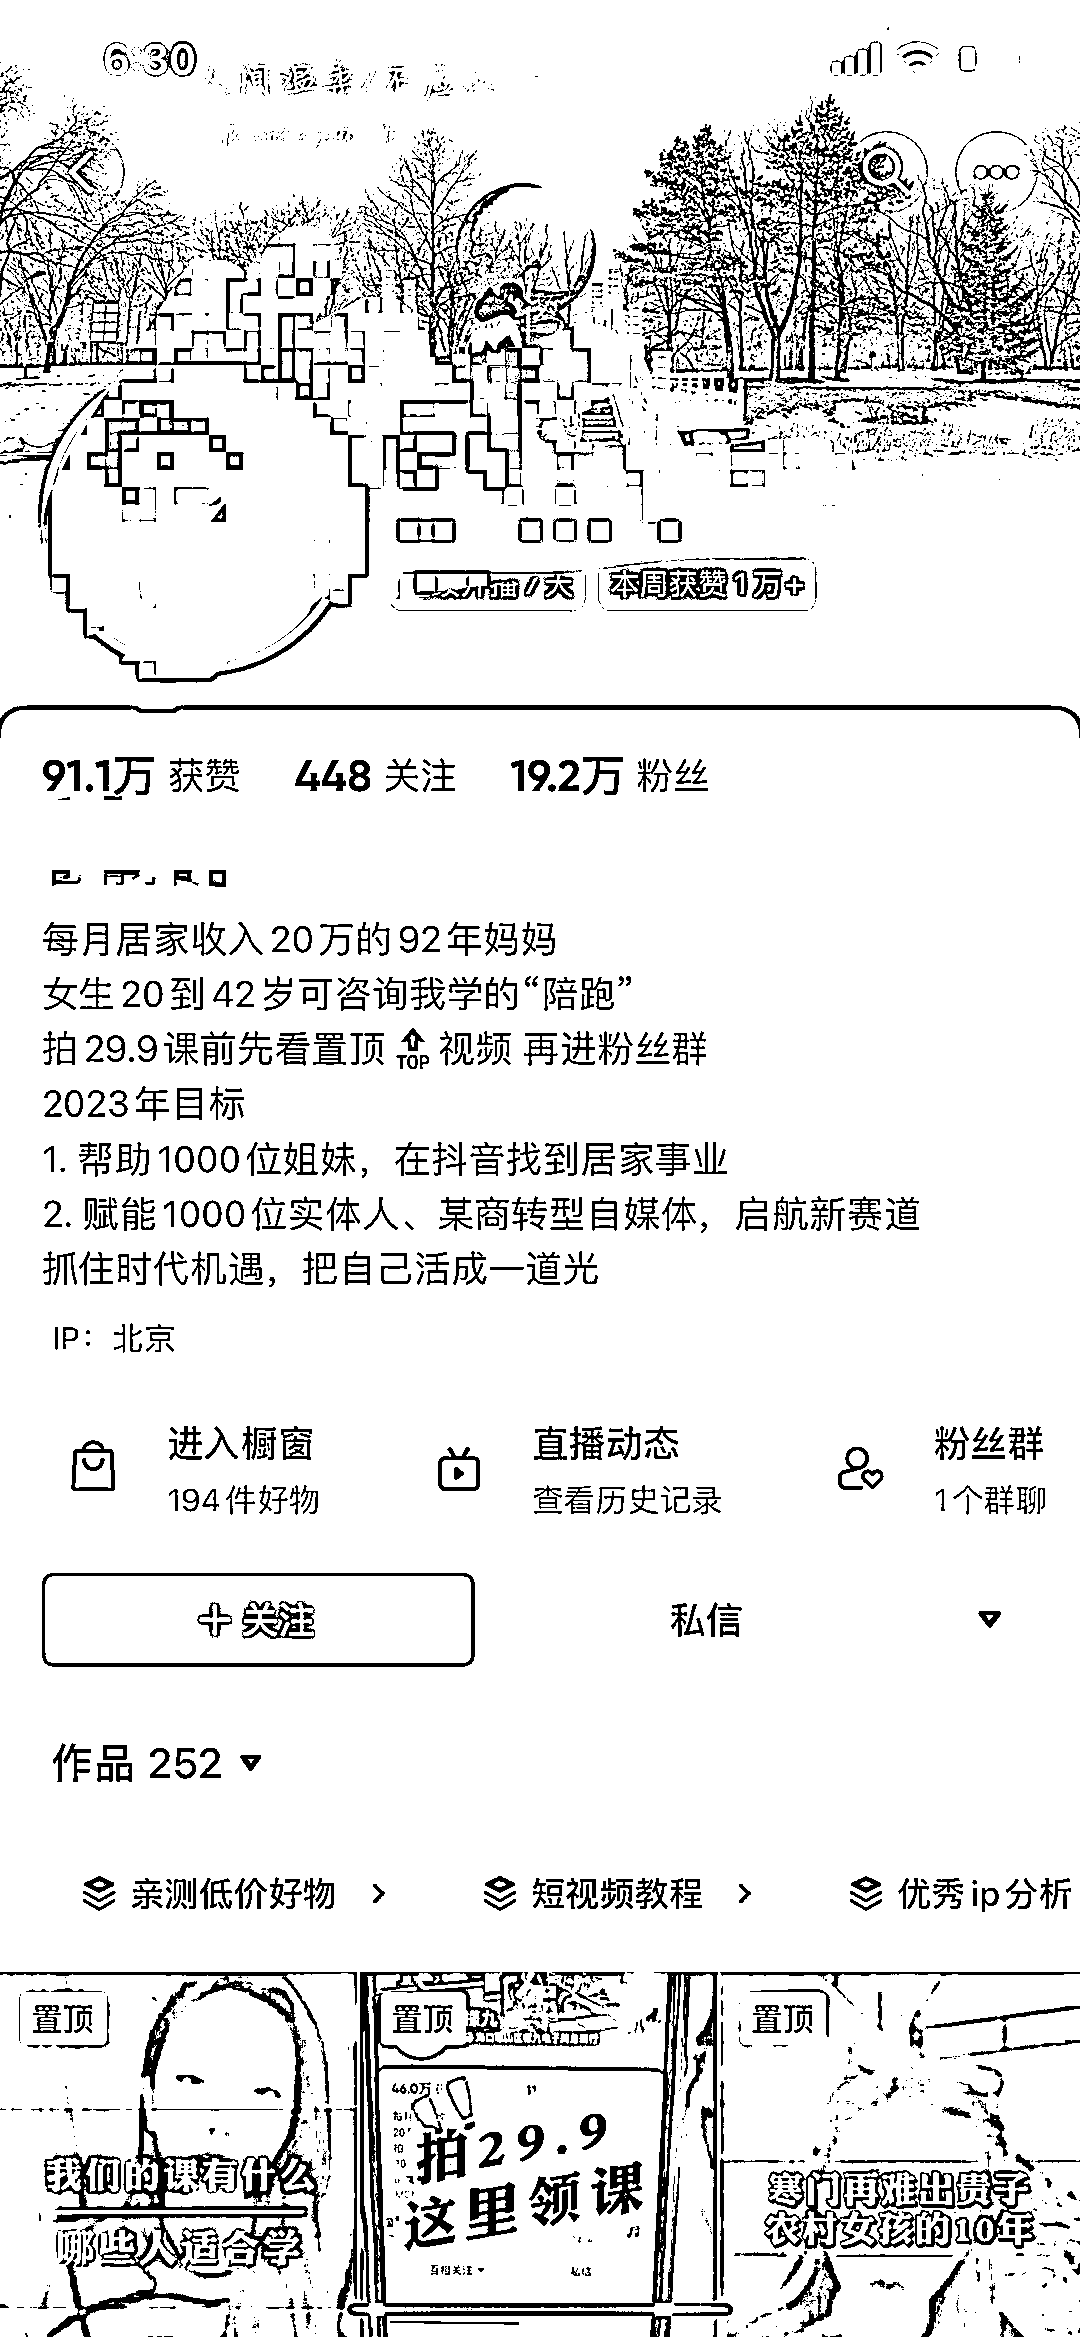 6:30
本周获赞1万+
91.1万 获赞 448 关注 19.2万 粉丝
每月居家收入20万的92年妈妈
女生20到42岁可咨询我学的“陪跑”
拍29.9课前先看置顶 TOP 视频 再进粉丝群
2023年目标
1. 帮助1000位姐妹，在抖音找到居家事业
2. 赋能1000位实体人、某商转型自媒体，启航新赛道
抓住时代机遇，把自己活成一道光
IP：北京
进入橱窗 直播动态 粉丝群
194件好物 查看历史记录 1个群聊
关注 私信
作品 252
亲测低价好物 短视频教程 优秀ip分析
置顶 置顶 置顶
46.0万
拍29.9
这里领课
我们的课有什么
哪些人适合学
寒门再难出贵子
农村女孩的10年
互相关注 私信